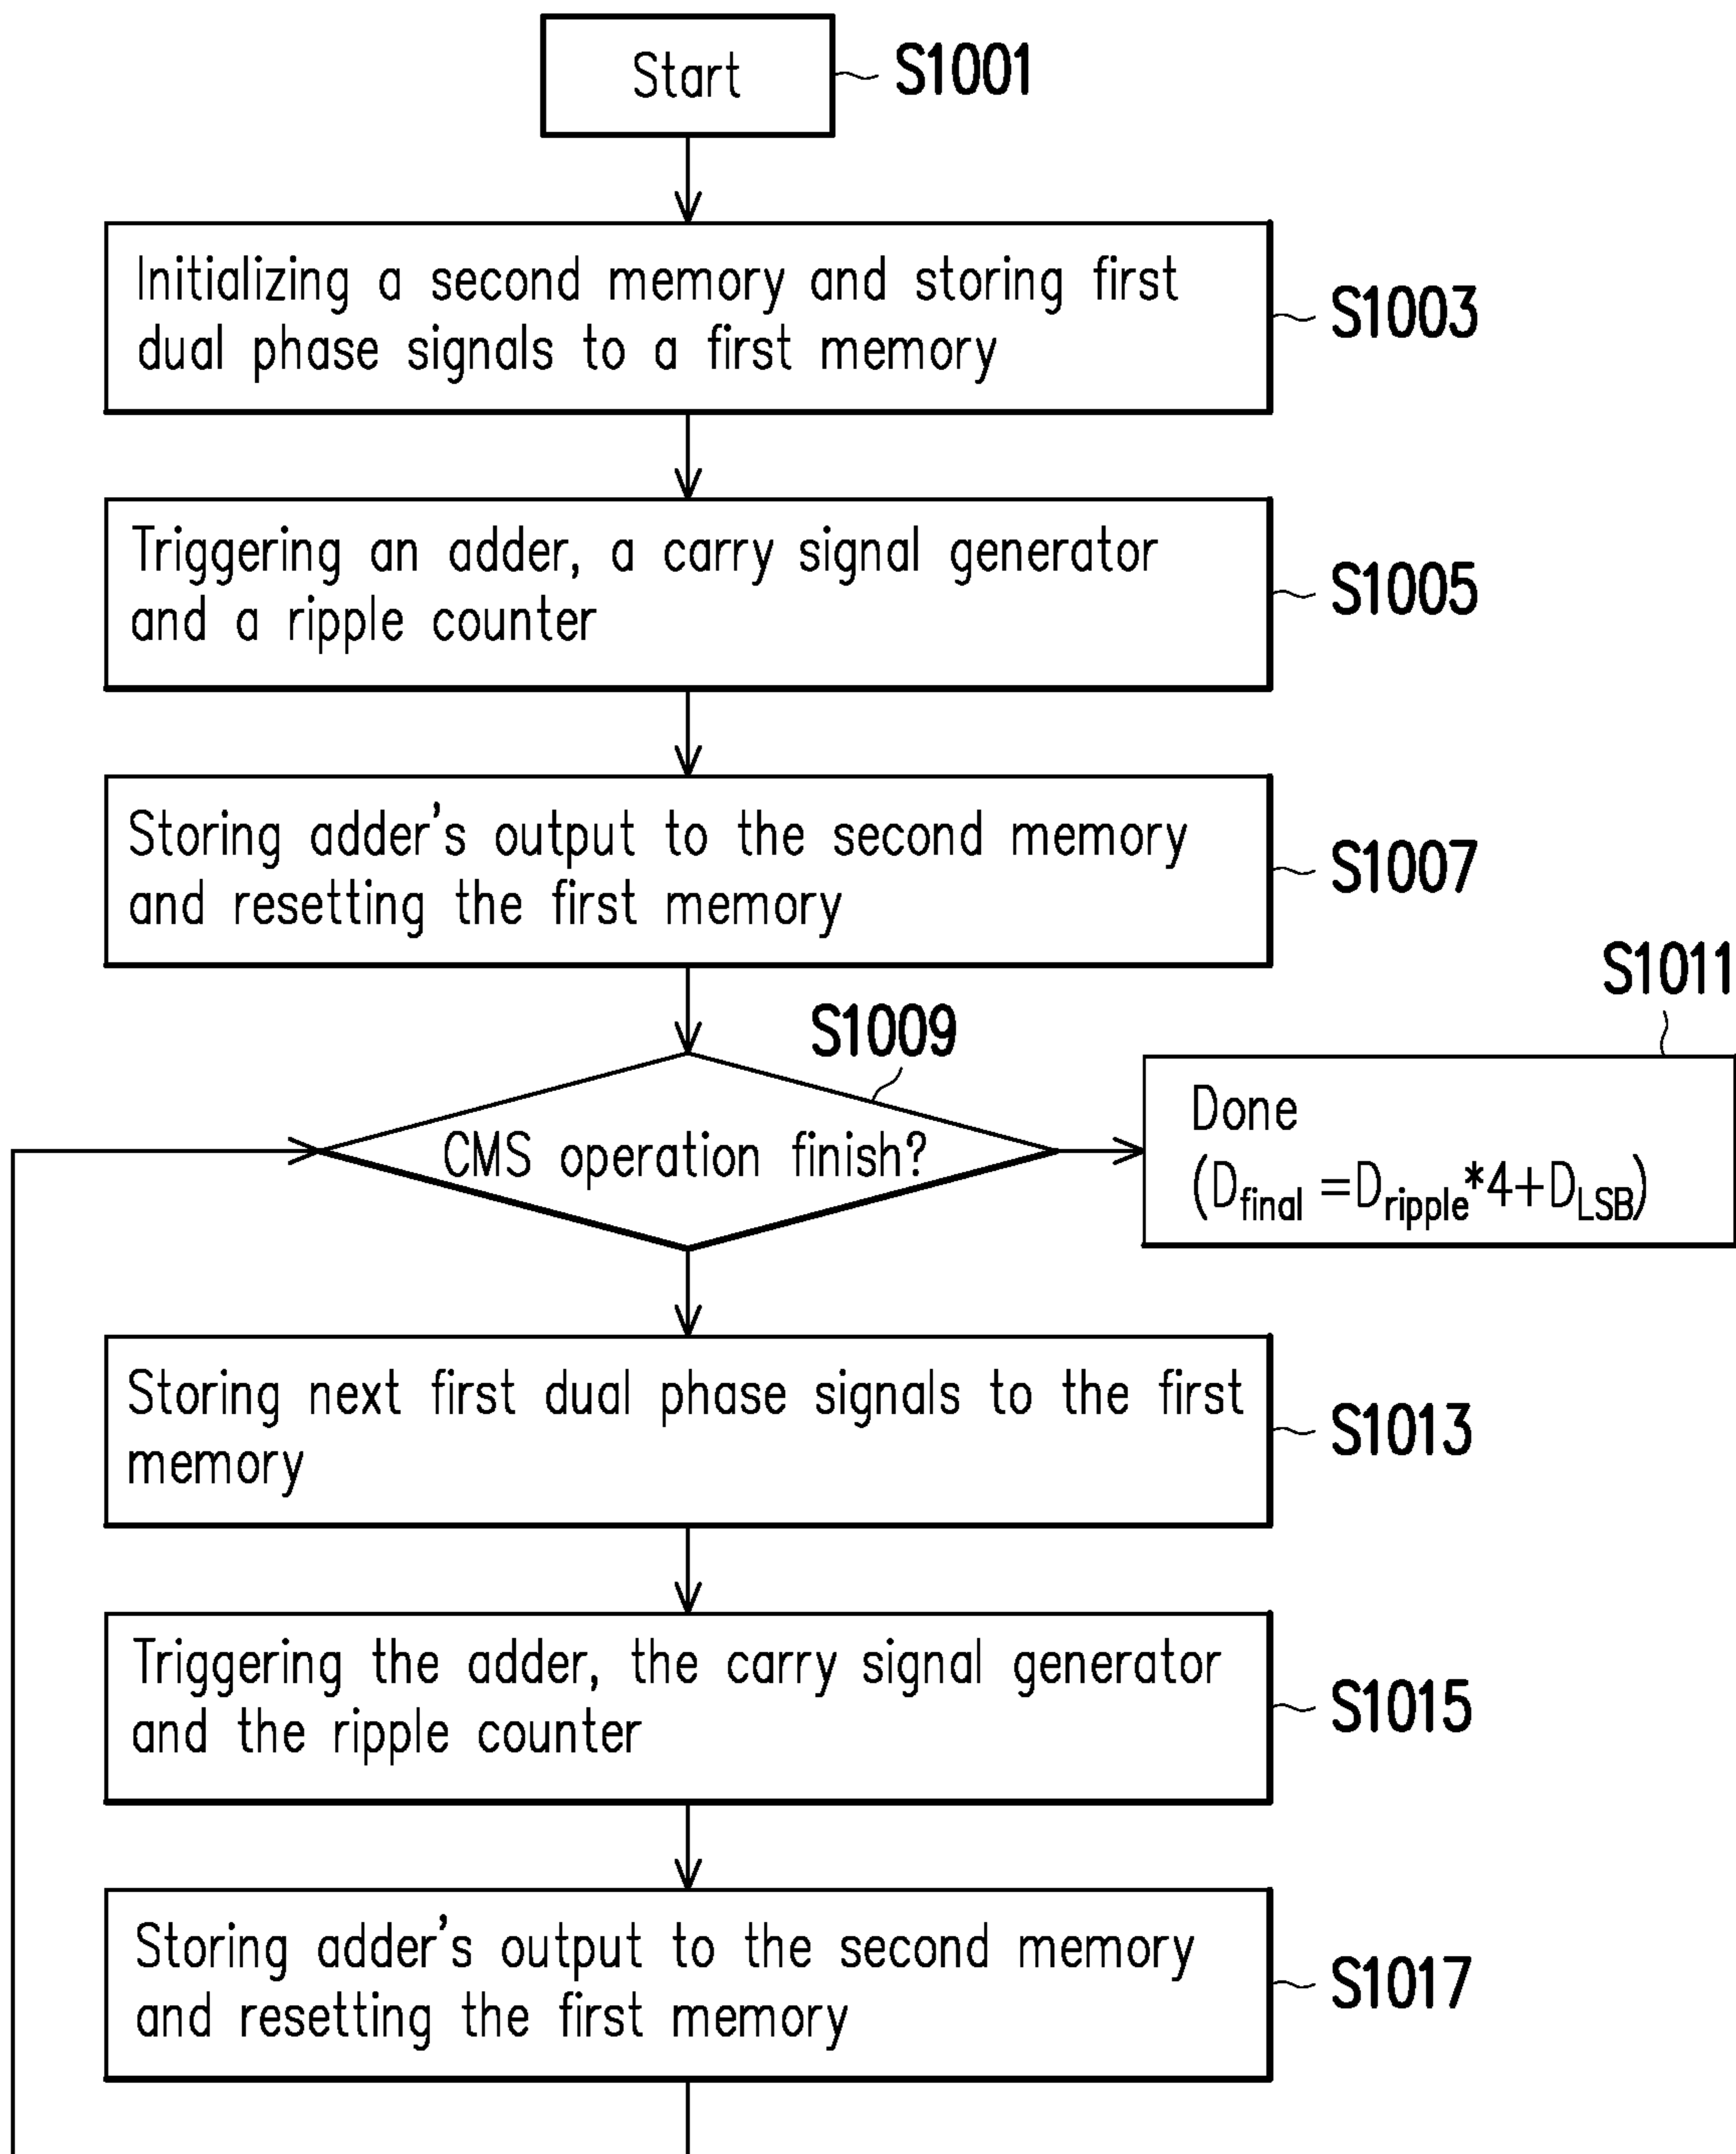 Start
S1001
Initializing a second memory and storing first
dual phase signals to a first memory
S1003
Triggering an adder, a carry signal generator
and a ripple counter
S1005
Storing adder's output to the second memory
and resetting the first memory
S1007
S1009
CMS operation finish?
S1011
Done
(D_final =D_ripple*4+D_LSB)
Storing next first dual phase signals to the first
memory
S1013
Triggering the adder, the carry signal generator
and the ripple counter
S1015
Storing adder's output to the second memory
and resetting the first memory
S1017